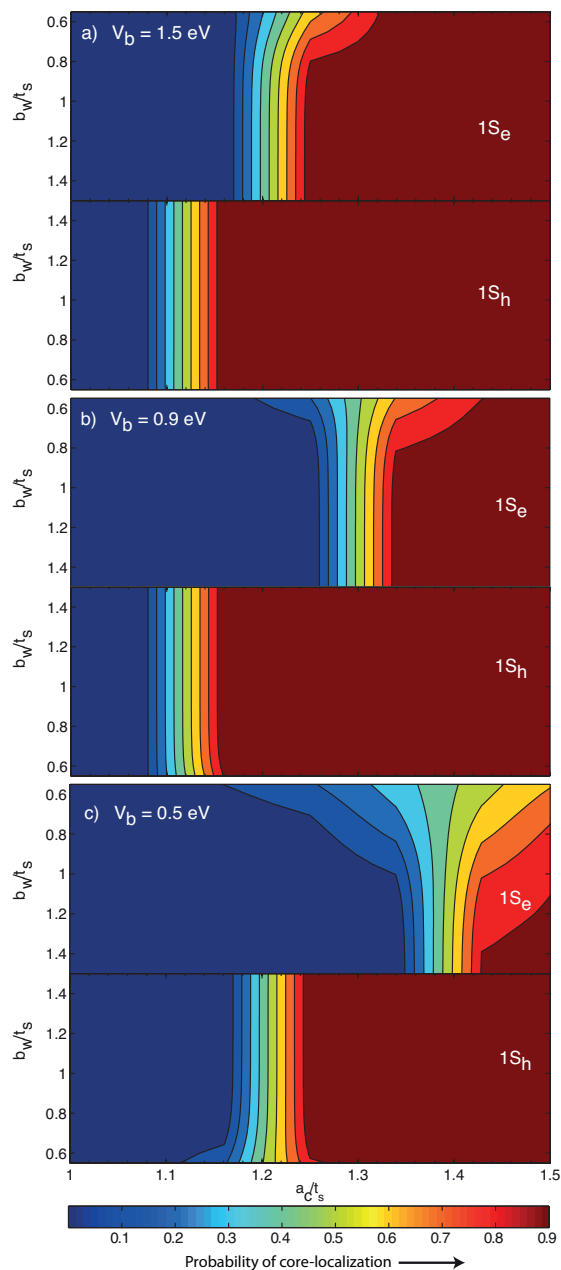 a) V_b = 1.5 eV
b_w/t_s
0.6
0.8
1
1.2
1.4
1S_e
b_w/t_s
1.4
1.2
1
0.8
0.6
1S_h
b) V_b = 0.9 eV
b_w/t_s
0.6
0.8
1
1.2
1.4
1S_e
b_w/t_s
1.4
1.2
1
0.8
0.6
1S_h
c) V_b = 0.5 eV
b_w/t_s
0.6
0.8
1
1.2
1.4
1S_e
b_w/t_s
1.4
1.2
1
0.8
0.6
1S_h
1 1.1 1.2 1.3 1.4 1.5
a_c/t_s
0.1 0.2 0.3 0.4 0.5 0.6 0.7 0.8 0.9
Probability of core-localization